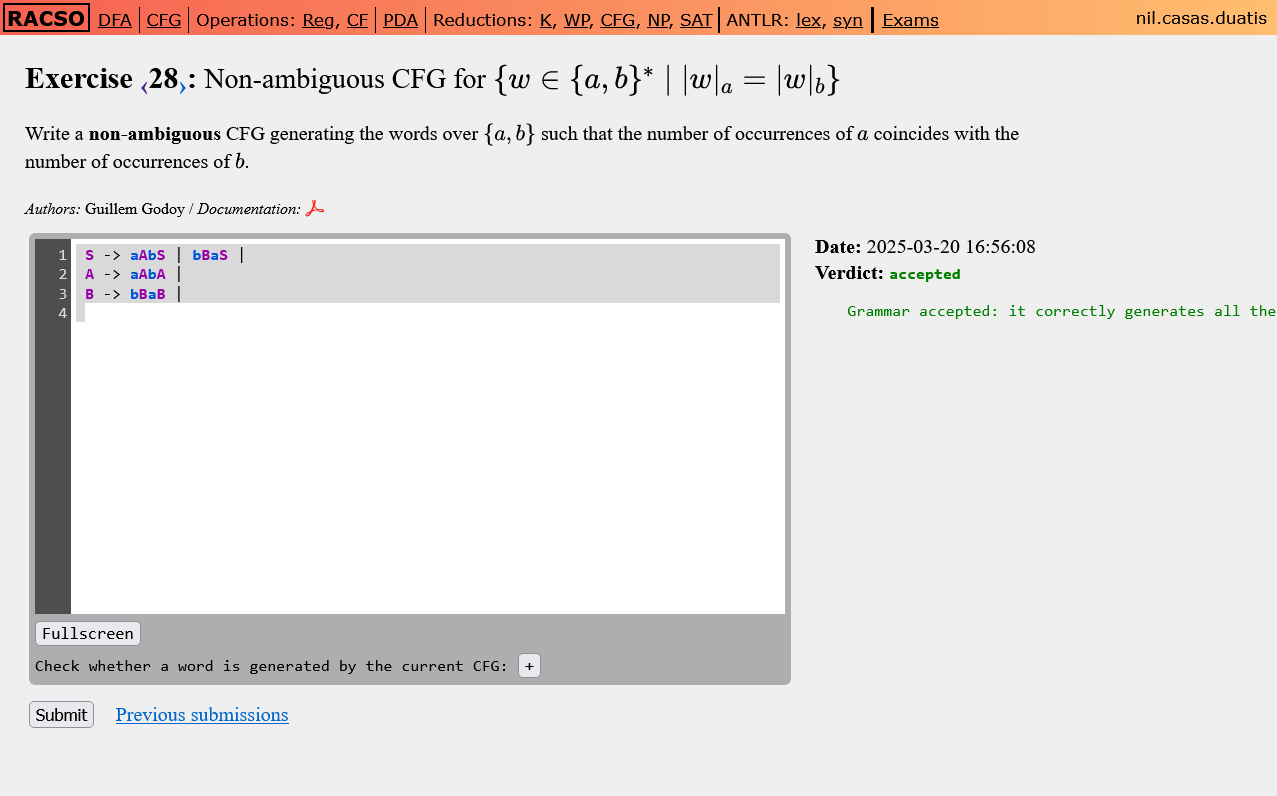 RACSO DFA CFG Operations: Reg, CF PDA Reductions: K, WP, CFG, NP, SAT ANTLR: lex, syn Exams nil.casas.duatis
Exercise ‹28›: Non-ambiguous CFG for {w ∈ {a, b}* | |w|ₐ = |w|_b}
Write a non-ambiguous CFG generating the words over {a, b} such that the number of occurrences of a coincides with the
number of occurrences of b.
Authors: Guillem Godoy / Documentation:
1 S -> aAbS | bBaS |
2 A -> aAbA |
3 B -> bBaB |
4
Date: 2025-03-20 16:56:08
Verdict: accepted
Grammar accepted: it correctly generates all the
Fullscreen
Check whether a word is generated by the current CFG: +
Submit Previous submissions